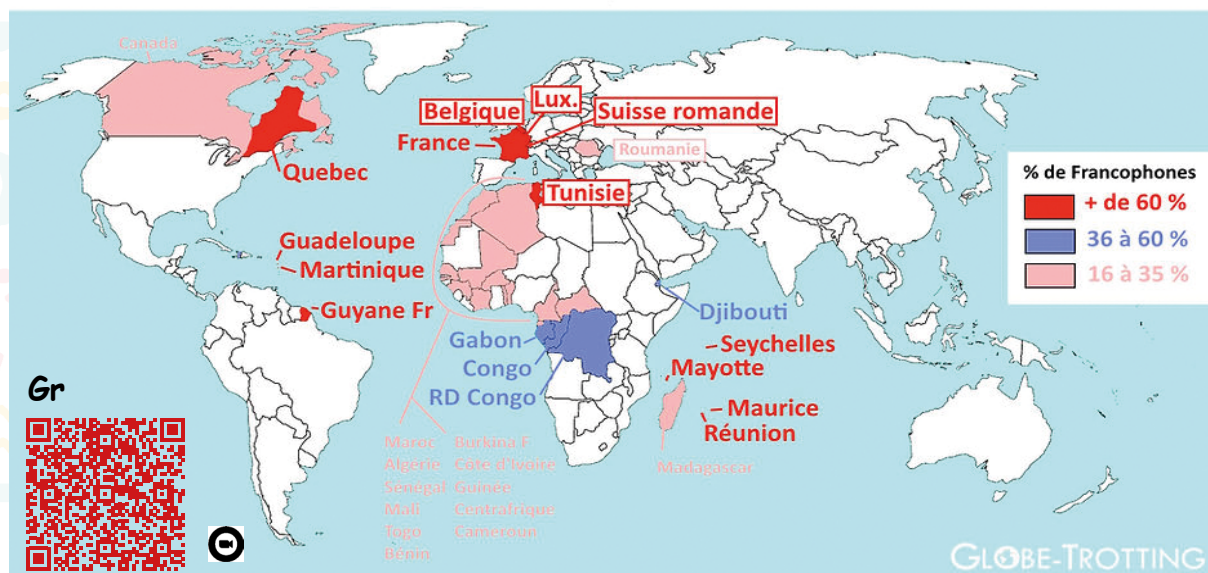 Canada
Quebec
Guadeloupe
Martinique
Guyane Fr
Belgique
Lux.
Suisse romande
France
Roumanie
Tunisie
Gabon
Congo
RD Congo
Djibouti
Seychelles
Mayotte
Maurice
Réunion
Madagascar
Maroc
Algérie
Sénégal
Mali
Togo
Bénin
Burkina F
Côte d'Ivoire
Guinée
Centrafrique
Cameroun
% de Francophones
+ de 60 %
36 à 60 %
16 à 35 %
Gr
GLOBE-TROTTING